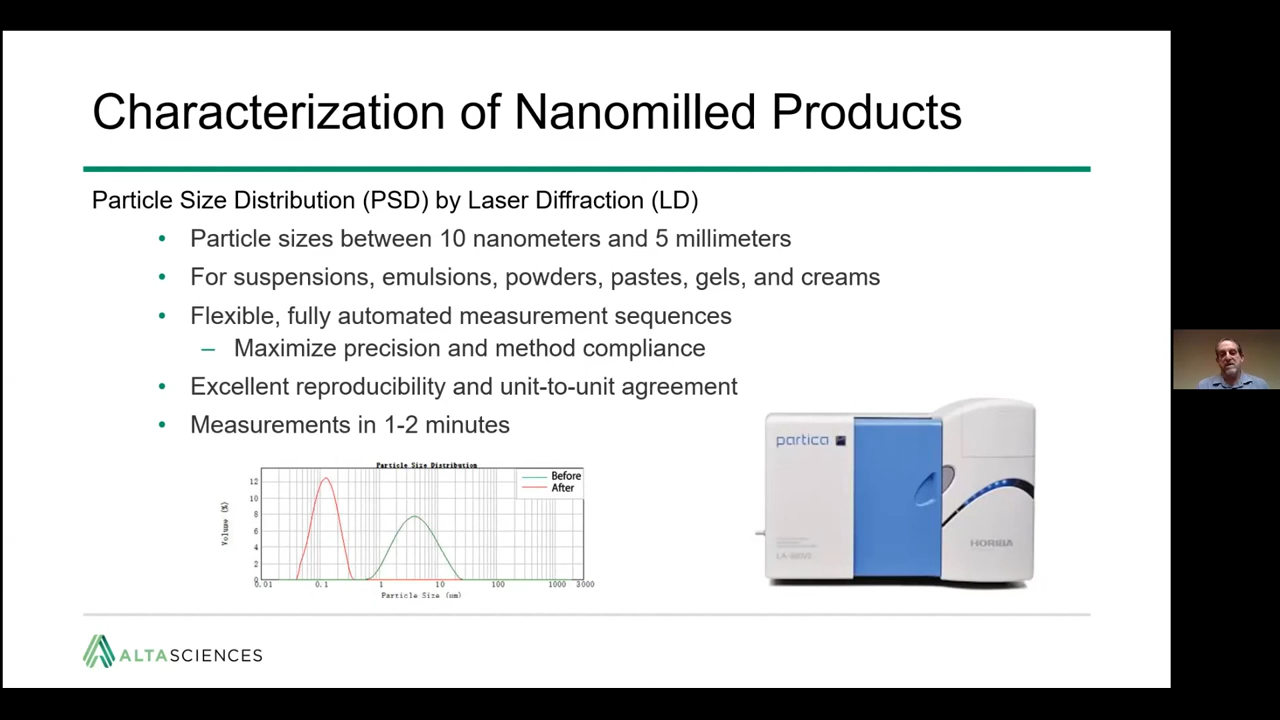 Characterization of Nanomilled Products
Particle Size Distribution (PSD) by Laser Diffraction (LD)
• Particle sizes between 10 nanometers and 5 millimeters
• For suspensions, emulsions, powders, pastes, gels, and creams
• Flexible, fully automated measurement sequences
– Maximize precision and method compliance
• Excellent reproducibility and unit-to-unit agreement
• Measurements in 1-2 minutes
Particle Size Distribution
Before
After
Volume (%)
12
10
8
6
4
2
0
0.01 0.1 1 10 100 1000 3000
Particle Size (um)
partica
HORIBA
ALTASCIENCES